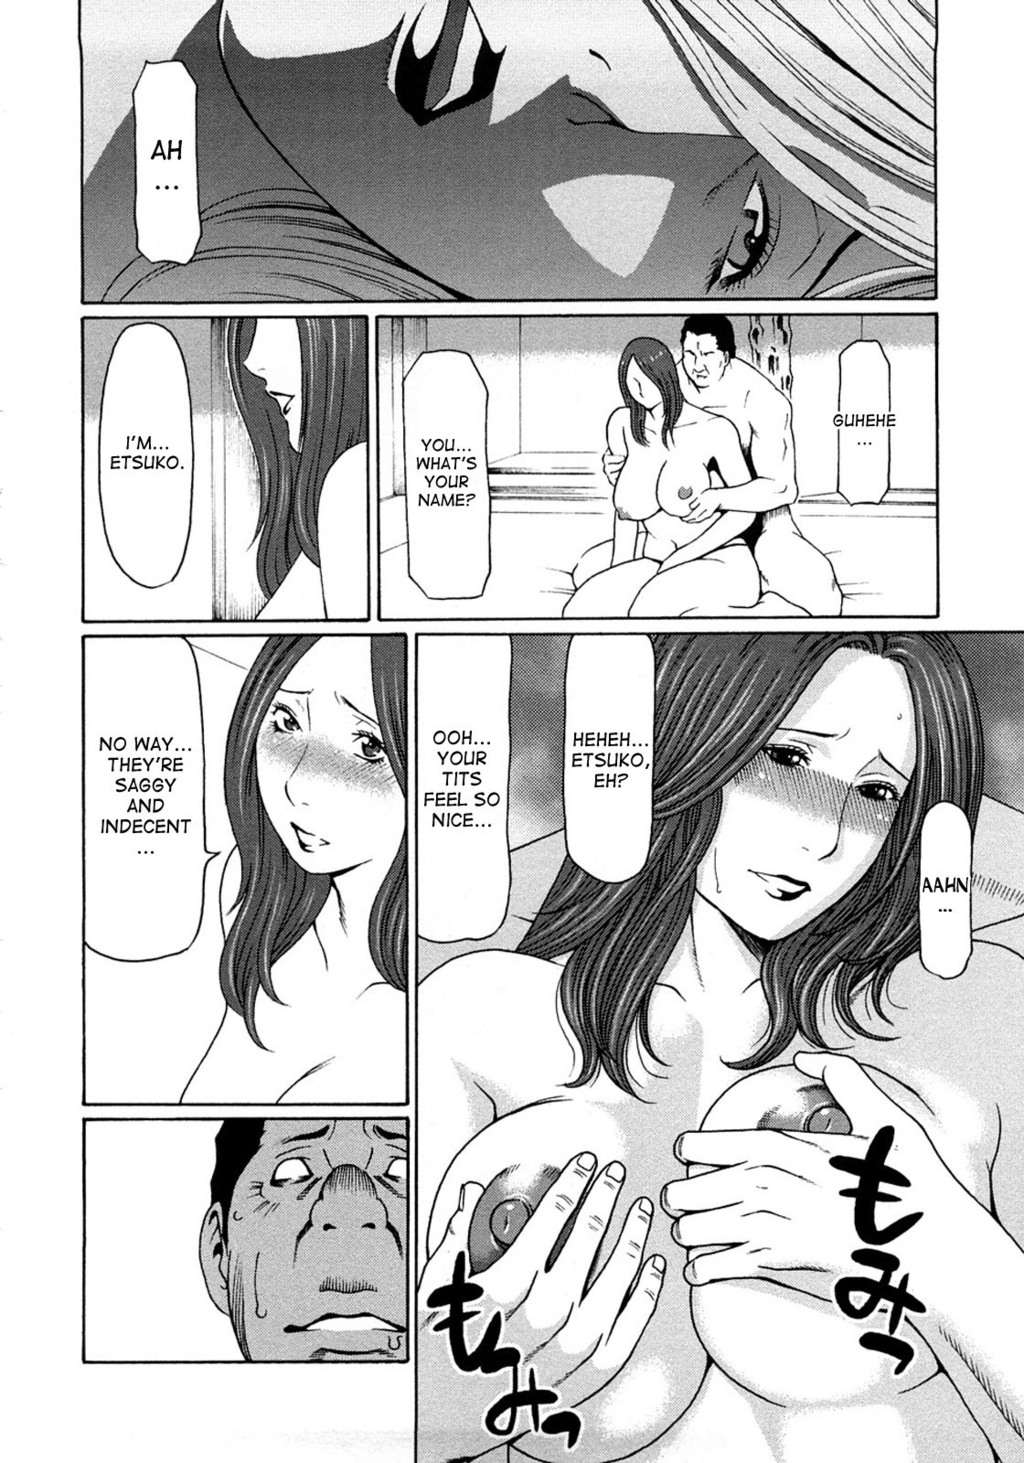 AH
...
GUHEHE
...
YOU...
WHAT'S
YOUR
NAME?
I'M...
ETSUKO.
HEHEH...
ETSUKO,
EH?
AAHN
...
OOH...
YOUR
TITS
FEEL SO
NICE...
もみっ
もみっ
NO WAY...
THEY'RE
SAGGY
AND
INDECENT
...